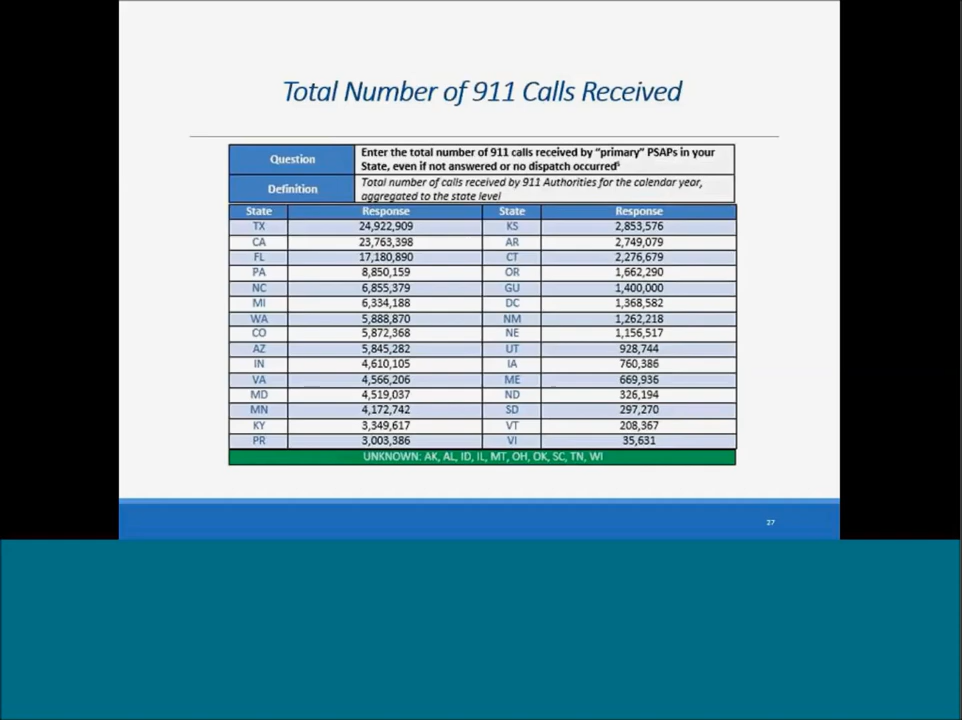 Total Number of 911 Calls Received
Question
Enter the total number of 911 calls received by “primary” PSAPs in your
State, even if not answered or no dispatch occurred⁵
Definition
Total number of calls received by 911 Authorities for the calendar year,
aggregated to the state level
State Response State Response
TX 24,922,909 KS 2,853,576
CA 23,763,398 AR 2,749,079
FL 17,180,890 CT 2,276,679
PA 8,850,159 OR 1,662,290
NC 6,855,379 GU 1,400,000
MI 6,334,188 DC 1,368,582
WA 5,888,870 NM 1,262,218
CO 5,872,368 NE 1,156,517
AZ 5,845,282 UT 928,744
IN 4,610,105 IA 760,386
VA 4,566,206 ME 669,936
MD 4,519,037 ND 326,194
MN 4,172,742 SD 297,270
KY 3,349,617 VT 208,367
PR 3,003,386 VI 35,631
UNKNOWN: AK, AL, ID, IL, MT, OH, OK, SC, TN, WI
27